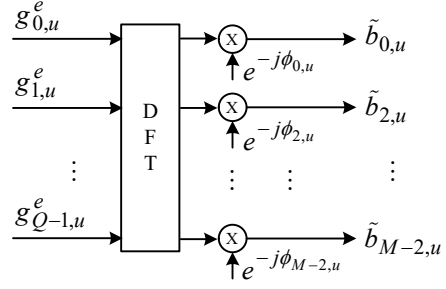 g^e_{0,u} X b̃_{0,u}
e^{-jϕ_{0,u}}
g^e_{1,u} D X b̃_{2,u}
F e^{-jϕ_{2,u}}
⋮ T ⋮ ⋮ ⋮
g^e_{Q-1,u} X b̃_{M-2,u}
e^{-jϕ_{M-2,u}}